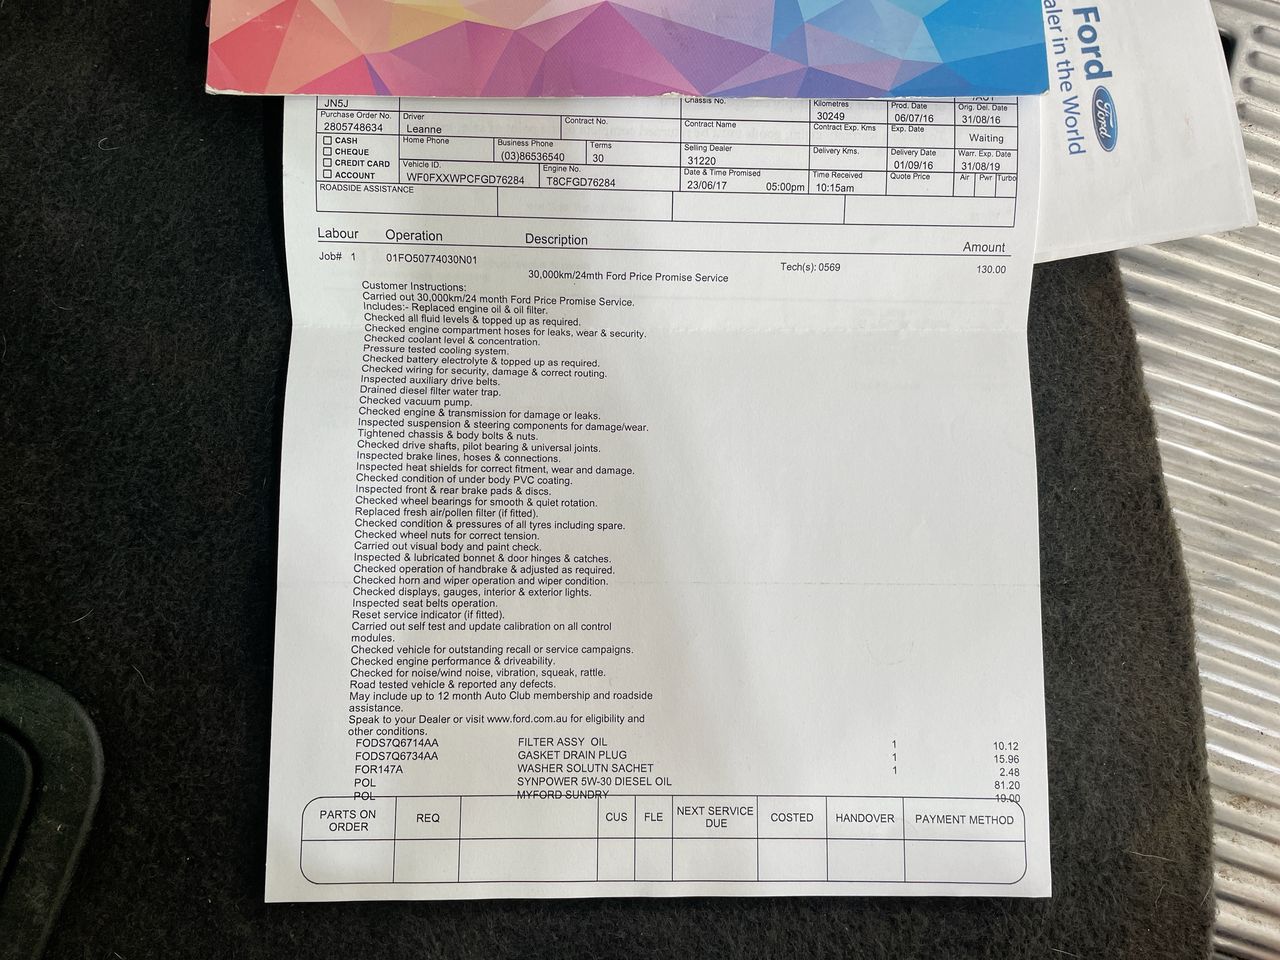 Ford
aler in the World
Ford
JN5J
Chassis No.
Kilometres
30249
Prod. Date
06/07/16
Orig. Del. Date
31/08/16
Purchase Order No.
2805748634
Driver
Leanne
Contract No.
Contract Name
Contract Exp. Kms
Exp. Date
Waiting
CASH
CHEQUE
CREDIT CARD
ACCOUNT
Home Phone
Business Phone
(03)86536540
Terms
30
Selling Dealer
31220
Delivery Kms.
Delivery Date
01/09/16
Warr. Exp. Date
31/08/19
Vehicle ID.
WF0FXXWPCFGD76284
Engine No.
T8CFGD76284
Date & Time Promised
23/06/17 05:00pm
Time Received
10:15am
Quote Price
Air Pwr Turbo
ROADSIDE ASSISTANCE
Labour Operation Description Amount
Job# 1 01FO50774030N01 Tech(s): 0569 130.00
30,000km/24mth Ford Price Promise Service
Customer Instructions:
Carried out 30,000km/24 month Ford Price Promise Service.
Includes:- Replaced engine oil & oil filter.
Checked all fluid levels & topped up as required.
Checked engine compartment hoses for leaks, wear & security.
Checked coolant level & concentration.
Pressure tested cooling system.
Checked battery electrolyte & topped up as required.
Checked wiring for security, damage & correct routing.
Inspected auxiliary drive belts.
Drained diesel filter water trap.
Checked vacuum pump.
Checked engine & transmission for damage or leaks.
Inspected suspension & steering components for damage/wear.
Tightened chassis & body bolts & nuts.
Checked drive shafts, pilot bearing & universal joints.
Inspected brake lines, hoses & connections.
Inspected heat shields for correct fitment, wear and damage.
Checked condition of under body PVC coating.
Inspected front & rear brake pads & discs.
Checked wheel bearings for smooth & quiet rotation.
Replaced fresh air/pollen filter (if fitted).
Checked condition & pressures of all tyres including spare.
Checked wheel nuts for correct tension.
Carried out visual body and paint check.
Inspected & lubricated bonnet & door hinges & catches.
Checked operation of handbrake & adjusted as required.
Checked horn and wiper operation and wiper condition.
Checked displays, gauges, interior & exterior lights.
Inspected seat belts operation.
Reset service indicator (if fitted).
Carried out self test and update calibration on all control
modules.
Checked vehicle for outstanding recall or service campaigns.
Checked engine performance & driveability.
Checked for noise/wind noise, vibration, squeak, rattle.
Road tested vehicle & reported any defects.
May include up to 12 month Auto Club membership and roadside
assistance.
Speak to your Dealer or visit www.ford.com.au for eligibility and
other conditions.
FODS7Q6714AA FILTER ASSY OIL 1 10.12
FODS7Q6734AA GASKET DRAIN PLUG 1 15.96
FOR147A WASHER SOLUTN SACHET 1 2.48
POL SYNPOWER 5W-30 DIESEL OIL 81.20
POL MYFORD SUNDRY 19.00
PARTS ON ORDER REQ CUS FLE NEXT SERVICE DUE COSTED HANDOVER PAYMENT METHOD